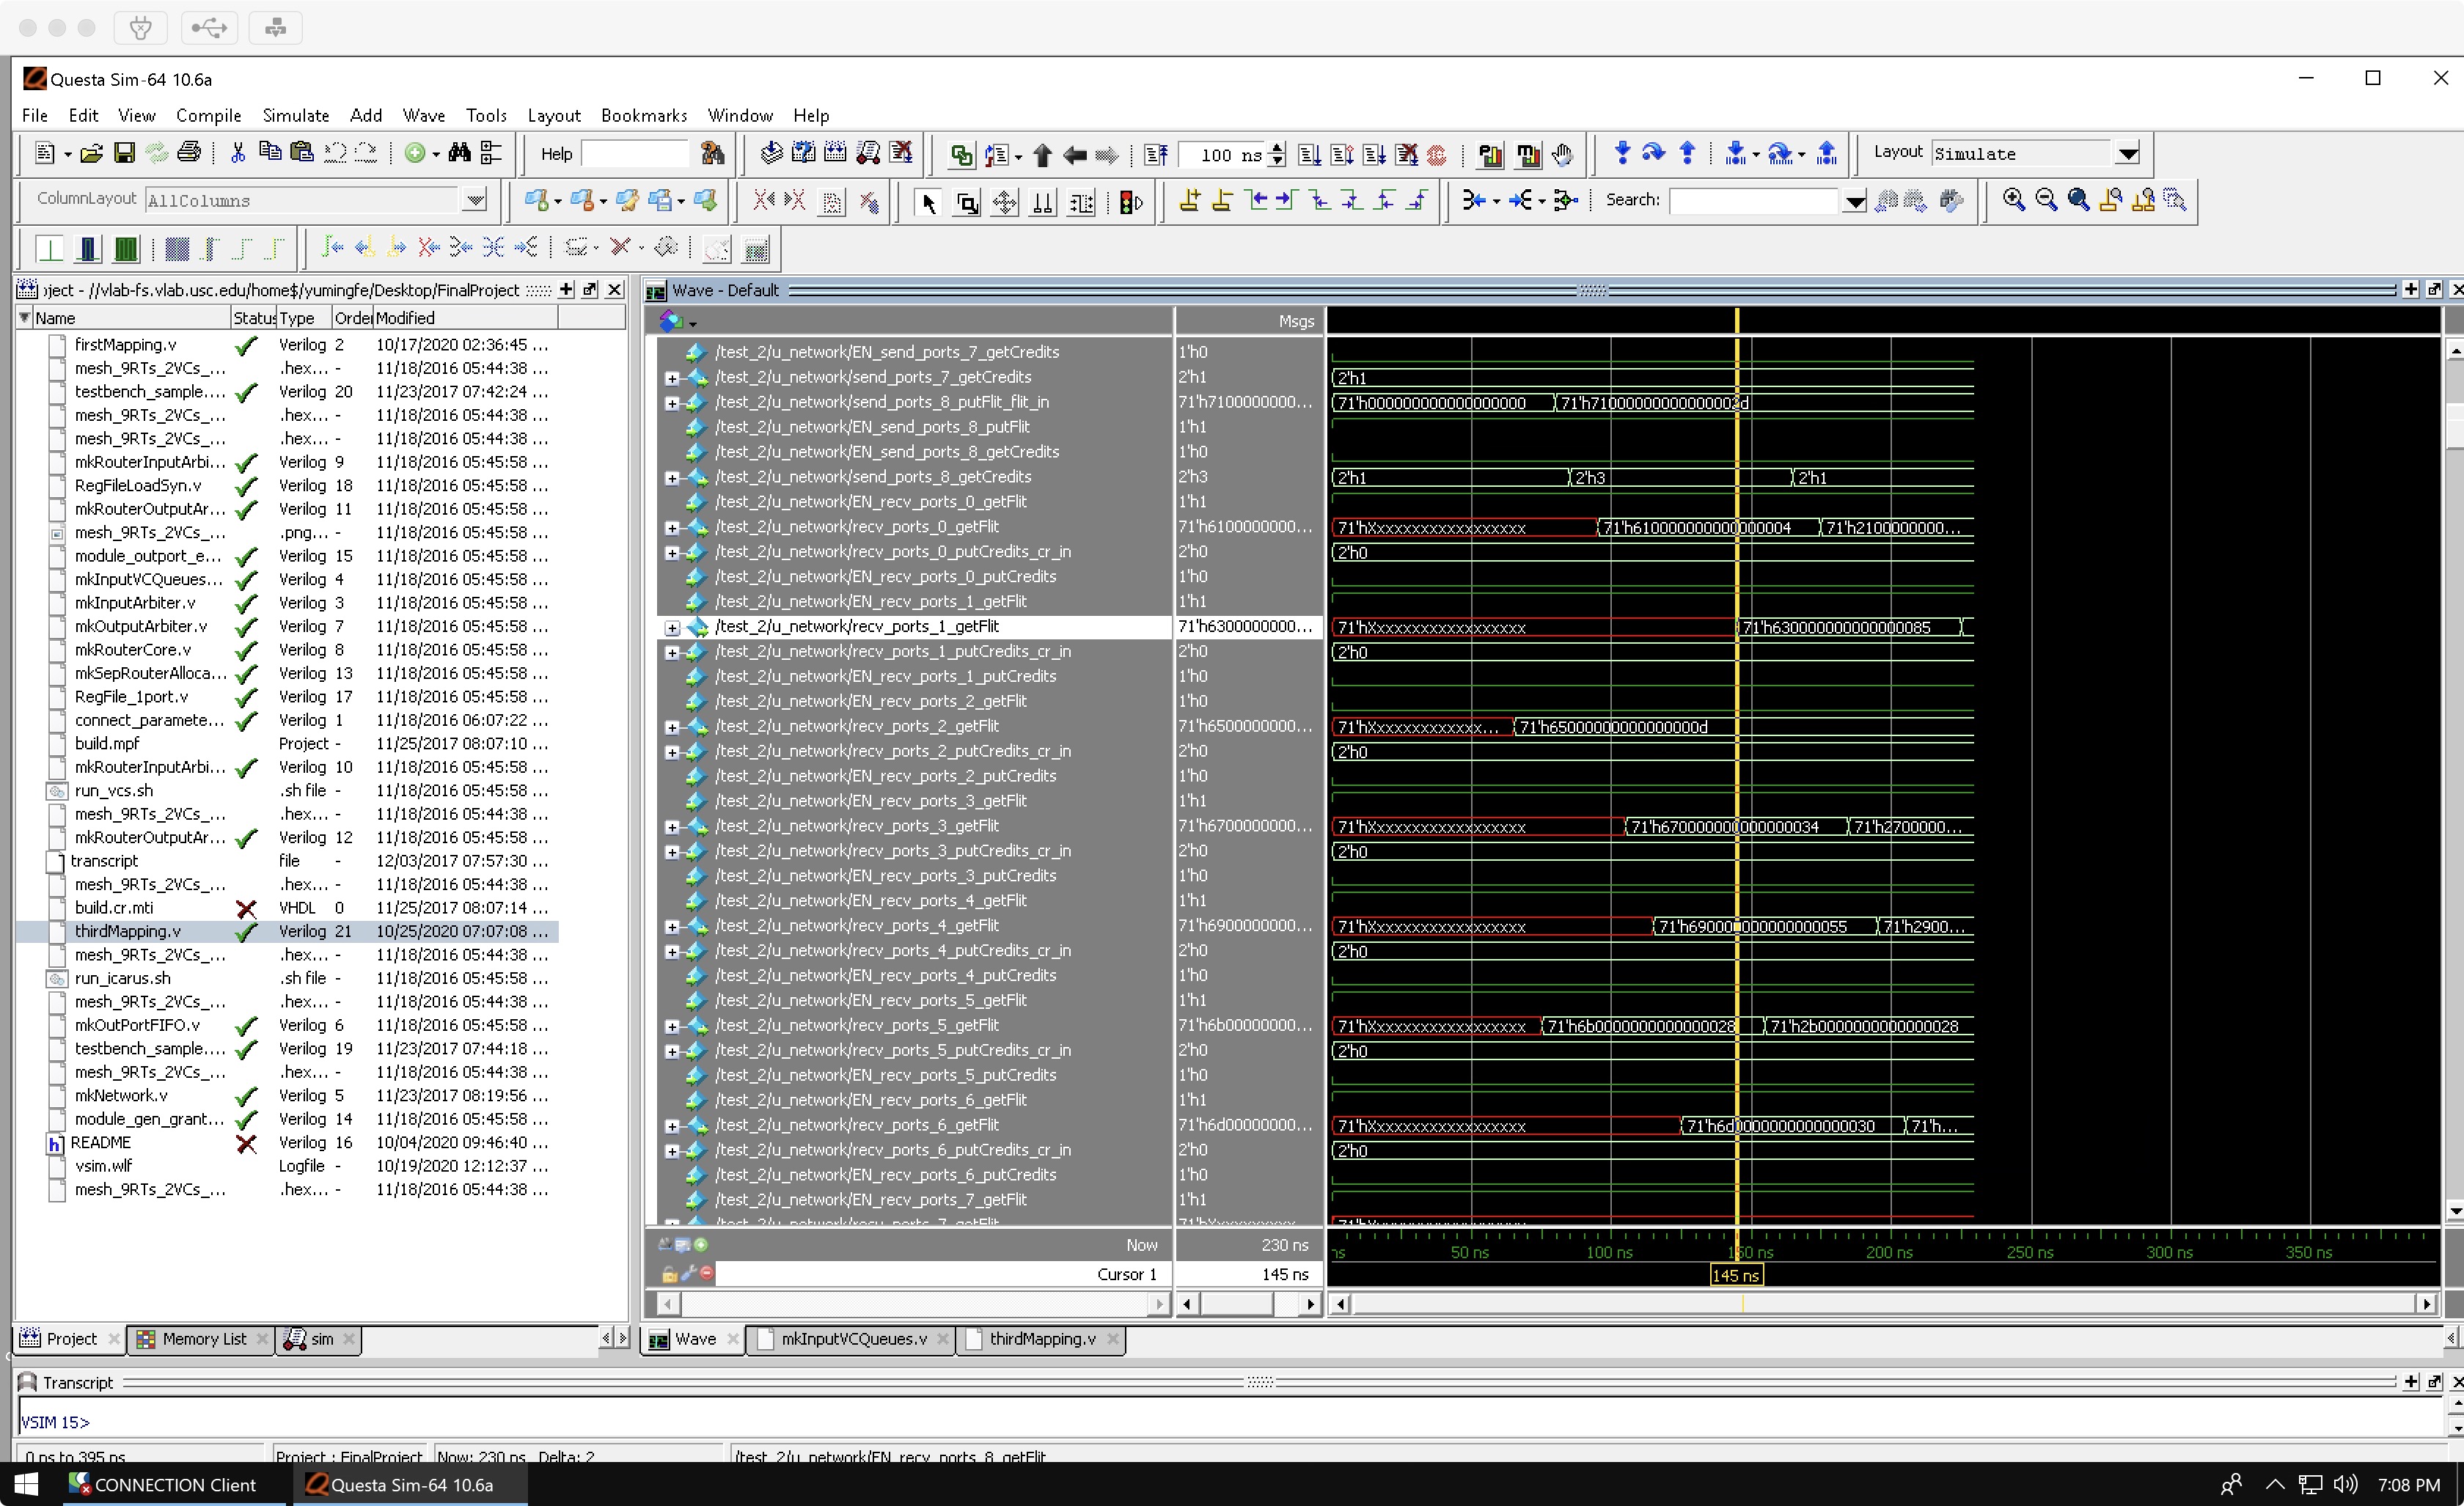 Questa Sim-64 10.6a
File Edit View Compile Simulate Add Wave Tools Layout Bookmarks Window Help
Help 100 ns Layout Simulate
ColumnLayout AllColumns Search:
ject - //vlab-fs.vlab.usc.edu/home$/yumingfe/Desktop/FinalProject
Name Status Type Order Modified
firstMapping.v Verilog 2 10/17/2020 02:36:45 ...
mesh_9RTs_2VCs_... .hex... - 11/18/2016 05:44:38 ...
testbench_sample.... Verilog 20 11/23/2017 07:42:24 ...
mesh_9RTs_2VCs_... .hex... - 11/18/2016 05:44:38 ...
mesh_9RTs_2VCs_... .hex... - 11/18/2016 05:44:38 ...
mkRouterInputArbi... Verilog 9 11/18/2016 05:45:58 ...
RegFileLoadSyn.v Verilog 18 11/18/2016 05:45:58 ...
mkRouterOutputAr... Verilog 11 11/18/2016 05:45:58 ...
mesh_9RTs_2VCs_... .png... - 11/18/2016 05:44:38 ...
module_outport_e... Verilog 15 11/18/2016 05:45:58 ...
mkInputVCQueues... Verilog 4 11/18/2016 05:45:58 ...
mkInputArbiter.v Verilog 3 11/18/2016 05:45:58 ...
mkOutputArbiter.v Verilog 7 11/18/2016 05:45:58 ...
mkRouterCore.v Verilog 8 11/18/2016 05:45:58 ...
mkSepRouterAlloca... Verilog 13 11/18/2016 05:45:58 ...
RegFile_1port.v Verilog 17 11/18/2016 05:45:58 ...
connect_paramete... Verilog 1 11/18/2016 06:07:22 ...
build.mpf Project - 11/25/2017 08:07:10 ...
mkRouterInputArbi... Verilog 10 11/18/2016 05:45:58 ...
run_vcs.sh .sh file - 11/18/2016 05:45:58 ...
mesh_9RTs_2VCs_... .hex... - 11/18/2016 05:44:38 ...
mkRouterOutputAr... Verilog 12 11/18/2016 05:45:58 ...
transcript file - 12/03/2017 07:57:30 ...
mesh_9RTs_2VCs_... .hex... - 11/18/2016 05:44:38 ...
build.cr.mti VHDL 0 11/25/2017 08:07:14 ...
thirdMapping.v Verilog 21 10/25/2020 07:07:08 ...
mesh_9RTs_2VCs_... .hex... - 11/18/2016 05:44:38 ...
run_icarus.sh .sh file - 11/18/2016 05:45:58 ...
mesh_9RTs_2VCs_... .hex... - 11/18/2016 05:44:38 ...
mkOutPortFIFO.v Verilog 6 11/18/2016 05:45:58 ...
testbench_sample.... Verilog 19 11/23/2017 07:44:18 ...
mesh_9RTs_2VCs_... .hex... - 11/18/2016 05:44:38 ...
mkNetwork.v Verilog 5 11/23/2017 08:19:56 ...
module_gen_grant... Verilog 14 11/18/2016 05:45:58 ...
README Verilog 16 10/04/2020 09:46:40 ...
vsim.wlf Logfile - 10/19/2020 12:12:37 ...
mesh_9RTs_2VCs_... .hex... - 11/18/2016 05:44:38 ...
Project Memory List sim
Wave - Default
Msgs
/test_2/u_network/EN_send_ports_7_getCredits 1'h0
/test_2/u_network/send_ports_7_getCredits 2'h1 2'h1
/test_2/u_network/send_ports_8_putFlit_flit_in 71'h7100000000... 71'h000000000000000000 71'h71000000000000002d
/test_2/u_network/EN_send_ports_8_putFlit 1'h1
/test_2/u_network/EN_send_ports_8_getCredits 1'h0
/test_2/u_network/send_ports_8_getCredits 2'h3 2'h1 2'h3 2'h1
/test_2/u_network/EN_recv_ports_0_getFlit 1'h1
/test_2/u_network/recv_ports_0_getFlit 71'h6100000000... 71'hXxxxxxxxxxxxxxxxxx 71'h610000000000000004 71'h2100000000...
/test_2/u_network/recv_ports_0_putCredits_cr_in 2'h0 2'h0
/test_2/u_network/EN_recv_ports_0_putCredits 1'h0
/test_2/u_network/EN_recv_ports_1_getFlit 1'h1
/test_2/u_network/recv_ports_1_getFlit 71'h6300000000... 71'hXxxxxxxxxxxxxxxxxx 71'h630000000000000085
/test_2/u_network/recv_ports_1_putCredits_cr_in 2'h0 2'h0
/test_2/u_network/EN_recv_ports_1_putCredits 1'h0
/test_2/u_network/EN_recv_ports_2_getFlit 1'h0
/test_2/u_network/recv_ports_2_getFlit 71'h6500000000... 71'hXxxxxxxxxxxxx... 71'h65000000000000000d
/test_2/u_network/recv_ports_2_putCredits_cr_in 2'h0 2'h0
/test_2/u_network/EN_recv_ports_2_putCredits 1'h0
/test_2/u_network/EN_recv_ports_3_getFlit 1'h1
/test_2/u_network/recv_ports_3_getFlit 71'h6700000000... 71'hXxxxxxxxxxxxxxxxxx 71'h670000000000000034 71'h2700000...
/test_2/u_network/recv_ports_3_putCredits_cr_in 2'h0 2'h0
/test_2/u_network/EN_recv_ports_3_putCredits 1'h0
/test_2/u_network/EN_recv_ports_4_getFlit 1'h1
/test_2/u_network/recv_ports_4_getFlit 71'h6900000000... 71'hXxxxxxxxxxxxxxxxxx 71'h690000000000000055 71'h2900...
/test_2/u_network/recv_ports_4_putCredits_cr_in 2'h0 2'h0
/test_2/u_network/EN_recv_ports_4_putCredits 1'h0
/test_2/u_network/EN_recv_ports_5_getFlit 1'h1
/test_2/u_network/recv_ports_5_getFlit 71'h6b00000000... 71'hXxxxxxxxxxxxxxxxxx 71'h6b0000000000000028 71'h2b0000000000000028
/test_2/u_network/recv_ports_5_putCredits_cr_in 2'h0 2'h0
/test_2/u_network/EN_recv_ports_5_putCredits 1'h0
/test_2/u_network/EN_recv_ports_6_getFlit 1'h1
/test_2/u_network/recv_ports_6_getFlit 71'h6d00000000... 71'hXxxxxxxxxxxxxxxxxx 71'h6d0000000000000030 71'h...
/test_2/u_network/recv_ports_6_putCredits_cr_in 2'h0 2'h0
/test_2/u_network/EN_recv_ports_6_putCredits 1'h0
/test_2/u_network/EN_recv_ports_7_getFlit 1'h1
/test_2/u_network/recv_ports_7_getFlit
Now 230 ns ns 50 ns 100 ns 150 ns 200 ns 250 ns 300 ns 350 ns
Cursor 1 145 ns 145 ns
Wave mkInputVCQueues.v thirdMapping.v
Transcript
VSIM 15>
0 ns to 395 ns Project : FinalProject Now: 230 ns Delta: 2 /test_2/u_network/EN_recv_ports_8_getFlit
CONNECTION Client Questa Sim-64 10.6a 7:08 PM